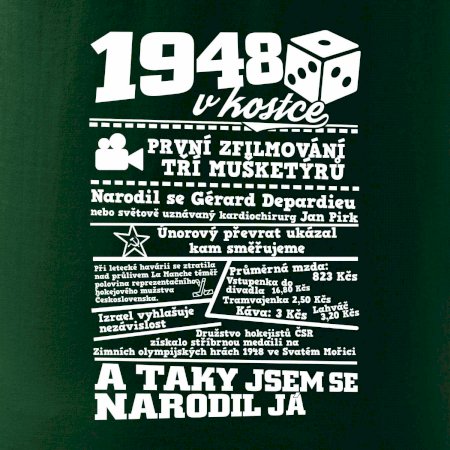 1948
v kostce
PRVNÍ ZFILMOVÁNÍ
TŘÍ MUŠKETÝRŮ
Narodil se Gérard Depardieu
nebo světově uznávaný kardiochirurg Jan Pirk
Únorový převrat ukázal
kam směřujeme
Při letecké havárii se ztratila
nad průlivem La Manche téměř
polovina reprezentačního
hokejového mužstva
Československa.
Průměrná mzda:
823 Kčs
Vstupenka do
divadla 16,80 Kčs
Tramvajenka 2,50 Kčs
Káva: 3 Kčs
Lahváč
3,20 Kčs
Izrael vyhlašuje
nezávislost
Družstvo hokejistů ČSR
získalo stříbrnou medaili na
Zimních olympijských hrách 1948 ve Svatém Mořici
A TAKY JSEM SE
NARODIL JÁ